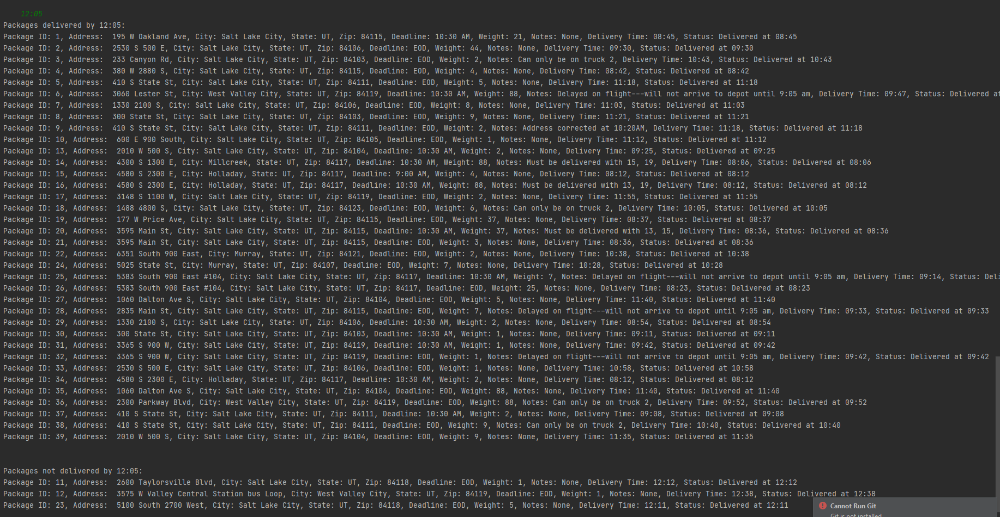 12:05
Packages delivered by 12:05:
Package ID: 1, Address:  195 W Oakland Ave, City: Salt Lake City, State: UT, Zip: 84115, Deadline: 10:30 AM, Weight: 21, Notes: None, Delivery Time: 08:45, Status: Delivered at 08:45
Package ID: 2, Address:  2530 S 500 E, City: Salt Lake City, State: UT, Zip: 84106, Deadline: EOD, Weight: 44, Notes: None, Delivery Time: 09:30, Status: Delivered at 09:30
Package ID: 3, Address:  233 Canyon Rd, City: Salt Lake City, State: UT, Zip: 84103, Deadline: EOD, Weight: 2, Notes: Can only be on truck 2, Delivery Time: 10:43, Status: Delivered at 10:43
Package ID: 4, Address:  380 W 2880 S, City: Salt Lake City, State: UT, Zip: 84115, Deadline: EOD, Weight: 4, Notes: None, Delivery Time: 08:42, Status: Delivered at 08:42
Package ID: 5, Address:  410 S State St, City: Salt Lake City, State: UT, Zip: 84111, Deadline: EOD, Weight: 5, Notes: None, Delivery Time: 11:18, Status: Delivered at 11:18
Package ID: 6, Address:  3060 Lester St, City: West Valley City, State: UT, Zip: 84119, Deadline: 10:30 AM, Weight: 88, Notes: Delayed on flight---will not arrive to depot until 9:05 am, Delivery Time: 09:47, Status: Delivered at
Package ID: 7, Address:  1330 2100 S, City: Salt Lake City, State: UT, Zip: 84106, Deadline: EOD, Weight: 8, Notes: None, Delivery Time: 11:03, Status: Delivered at 11:03
Package ID: 8, Address:  300 State St, City: Salt Lake City, State: UT, Zip: 84103, Deadline: EOD, Weight: 9, Notes: None, Delivery Time: 11:21, Status: Delivered at 11:21
Package ID: 9, Address:  410 S State St, City: Salt Lake City, State: UT, Zip: 84111, Deadline: EOD, Weight: 2, Notes: Address corrected at 10:20AM, Delivery Time: 11:18, Status: Delivered at 11:18
Package ID: 10, Address:  600 E 900 South, City: Salt Lake City, State: UT, Zip: 84105, Deadline: EOD, Weight: 1, Notes: None, Delivery Time: 11:12, Status: Delivered at 11:12
Package ID: 13, Address:  2010 W 500 S, City: Salt Lake City, State: UT, Zip: 84104, Deadline: 10:30 AM, Weight: 2, Notes: None, Delivery Time: 09:25, Status: Delivered at 09:25
Package ID: 14, Address:  4300 S 1300 E, City: Millcreek, State: UT, Zip: 84117, Deadline: 10:30 AM, Weight: 88, Notes: Must be delivered with 15, 19, Delivery Time: 08:06, Status: Delivered at 08:06
Package ID: 15, Address:  4580 S 2300 E, City: Holladay, State: UT, Zip: 84117, Deadline: 9:00 AM, Weight: 4, Notes: None, Delivery Time: 08:12, Status: Delivered at 08:12
Package ID: 16, Address:  4580 S 2300 E, City: Holladay, State: UT, Zip: 84117, Deadline: 10:30 AM, Weight: 88, Notes: Must be delivered with 13, 19, Delivery Time: 08:12, Status: Delivered at 08:12
Package ID: 17, Address:  3148 S 1100 W, City: Salt Lake City, State: UT, Zip: 84119, Deadline: EOD, Weight: 2, Notes: None, Delivery Time: 11:55, Status: Delivered at 11:55
Package ID: 18, Address:  1488 4800 S, City: Salt Lake City, State: UT, Zip: 84123, Deadline: EOD, Weight: 6, Notes: Can only be on truck 2, Delivery Time: 10:05, Status: Delivered at 10:05
Package ID: 19, Address:  177 W Price Ave, City: Salt Lake City, State: UT, Zip: 84115, Deadline: EOD, Weight: 37, Notes: None, Delivery Time: 08:37, Status: Delivered at 08:37
Package ID: 20, Address:  3595 Main St, City: Salt Lake City, State: UT, Zip: 84115, Deadline: 10:30 AM, Weight: 37, Notes: Must be delivered with 13, 15, Delivery Time: 08:36, Status: Delivered at 08:36
Package ID: 21, Address:  3595 Main St, City: Salt Lake City, State: UT, Zip: 84115, Deadline: EOD, Weight: 3, Notes: None, Delivery Time: 08:36, Status: Delivered at 08:36
Package ID: 22, Address:  6351 South 900 East, City: Murray, State: UT, Zip: 84121, Deadline: EOD, Weight: 2, Notes: None, Delivery Time: 10:38, Status: Delivered at 10:38
Package ID: 24, Address:  5025 State St, City: Murray, State: UT, Zip: 84107, Deadline: EOD, Weight: 7, Notes: None, Delivery Time: 10:28, Status: Delivered at 10:28
Package ID: 25, Address:  5383 South 900 East #104, City: Salt Lake City, State: UT, Zip: 84117, Deadline: 10:30 AM, Weight: 7, Notes: Delayed on flight---will not arrive to depot until 9:05 am, Delivery Time: 09:14, Status: Deli
Package ID: 26, Address:  5383 South 900 East #104, City: Salt Lake City, State: UT, Zip: 84117, Deadline: EOD, Weight: 25, Notes: None, Delivery Time: 08:23, Status: Delivered at 08:23
Package ID: 27, Address:  1060 Dalton Ave S, City: Salt Lake City, State: UT, Zip: 84104, Deadline: EOD, Weight: 5, Notes: None, Delivery Time: 11:40, Status: Delivered at 11:40
Package ID: 28, Address:  2835 Main St, City: Salt Lake City, State: UT, Zip: 84115, Deadline: EOD, Weight: 7, Notes: Delayed on flight---will not arrive to depot until 9:05 am, Delivery Time: 09:33, Status: Delivered at 09:33
Package ID: 29, Address:  1330 2100 S, City: Salt Lake City, State: UT, Zip: 84106, Deadline: 10:30 AM, Weight: 2, Notes: None, Delivery Time: 08:54, Status: Delivered at 08:54
Package ID: 30, Address:  300 State St, City: Salt Lake City, State: UT, Zip: 84103, Deadline: 10:30 AM, Weight: 1, Notes: None, Delivery Time: 09:11, Status: Delivered at 09:11
Package ID: 31, Address:  3365 S 900 W, City: Salt Lake City, State: UT, Zip: 84119, Deadline: 10:30 AM, Weight: 1, Notes: None, Delivery Time: 09:42, Status: Delivered at 09:42
Package ID: 32, Address:  3365 S 900 W, City: Salt Lake City, State: UT, Zip: 84119, Deadline: EOD, Weight: 1, Notes: Delayed on flight---will not arrive to depot until 9:05 am, Delivery Time: 09:42, Status: Delivered at 09:42
Package ID: 33, Address:  2530 S 500 E, City: Salt Lake City, State: UT, Zip: 84106, Deadline: EOD, Weight: 1, Notes: None, Delivery Time: 10:58, Status: Delivered at 10:58
Package ID: 34, Address:  4580 S 2300 E, City: Holladay, State: UT, Zip: 84117, Deadline: 10:30 AM, Weight: 2, Notes: None, Delivery Time: 08:12, Status: Delivered at 08:12
Package ID: 35, Address:  1060 Dalton Ave S, City: Salt Lake City, State: UT, Zip: 84104, Deadline: EOD, Weight: 88, Notes: None, Delivery Time: 11:40, Status: Delivered at 11:40
Package ID: 36, Address:  2300 Parkway Blvd, City: West Valley City, State: UT, Zip: 84119, Deadline: EOD, Weight: 88, Notes: Can only be on truck 2, Delivery Time: 09:52, Status: Delivered at 09:52
Package ID: 37, Address:  410 S State St, City: Salt Lake City, State: UT, Zip: 84111, Deadline: 10:30 AM, Weight: 2, Notes: None, Delivery Time: 09:08, Status: Delivered at 09:08
Package ID: 38, Address:  410 S State St, City: Salt Lake City, State: UT, Zip: 84111, Deadline: EOD, Weight: 9, Notes: Can only be on truck 2, Delivery Time: 10:40, Status: Delivered at 10:40
Package ID: 39, Address:  2010 W 500 S, City: Salt Lake City, State: UT, Zip: 84104, Deadline: EOD, Weight: 9, Notes: None, Delivery Time: 11:35, Status: Delivered at 11:35
Packages not delivered by 12:05:
Package ID: 11, Address:  2600 Taylorsville Blvd, City: Salt Lake City, State: UT, Zip: 84118, Deadline: EOD, Weight: 1, Notes: None, Delivery Time: 12:12, Status: Delivered at 12:12
Package ID: 12, Address:  3575 W Valley Central Station bus Loop, City: West Valley City, State: UT, Zip: 84119, Deadline: EOD, Weight: 1, Notes: None, Delivery Time: 12:38, Status: Delivered at 12:38
Package ID: 23, Address:  5100 South 2700 West, City: Salt Lake City, State: UT, Zip: 84118, Deadline: EOD, Weight: 5, Notes: None, Delivery Time: 12:11, Status: Delivered at 12:11
Cannot Run Git
Git is not installed